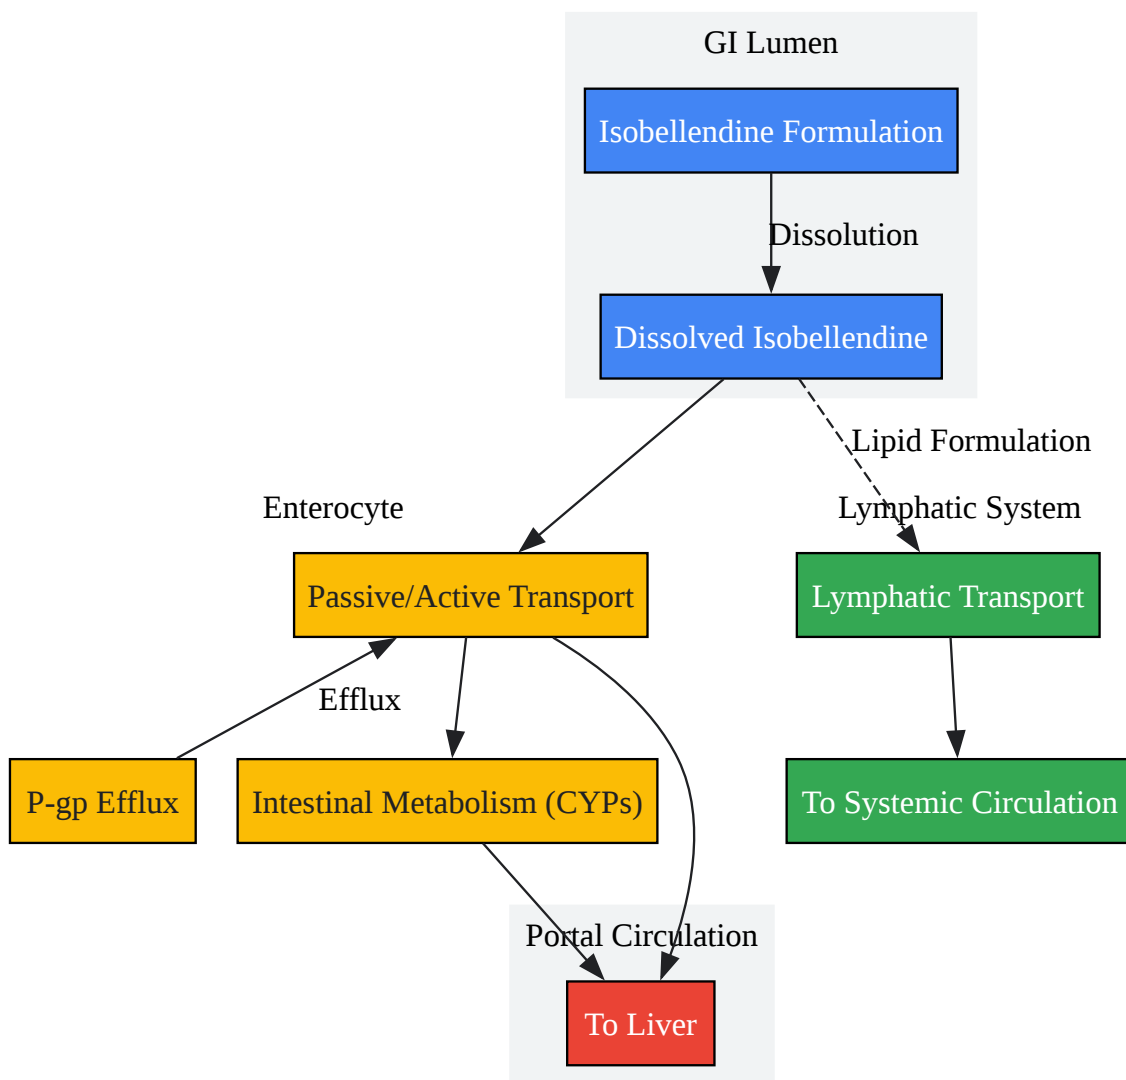 GI Lumen
Isobellendine Formulation
Dissolution
Dissolved Isobellendine
Lipid Formulation
Enterocyte
Lymphatic System
Passive/Active Transport
Lymphatic Transport
Efflux
P-gp Efflux
Intestinal Metabolism (CYPs)
To Systemic Circulation
Portal Circulation
To Liver